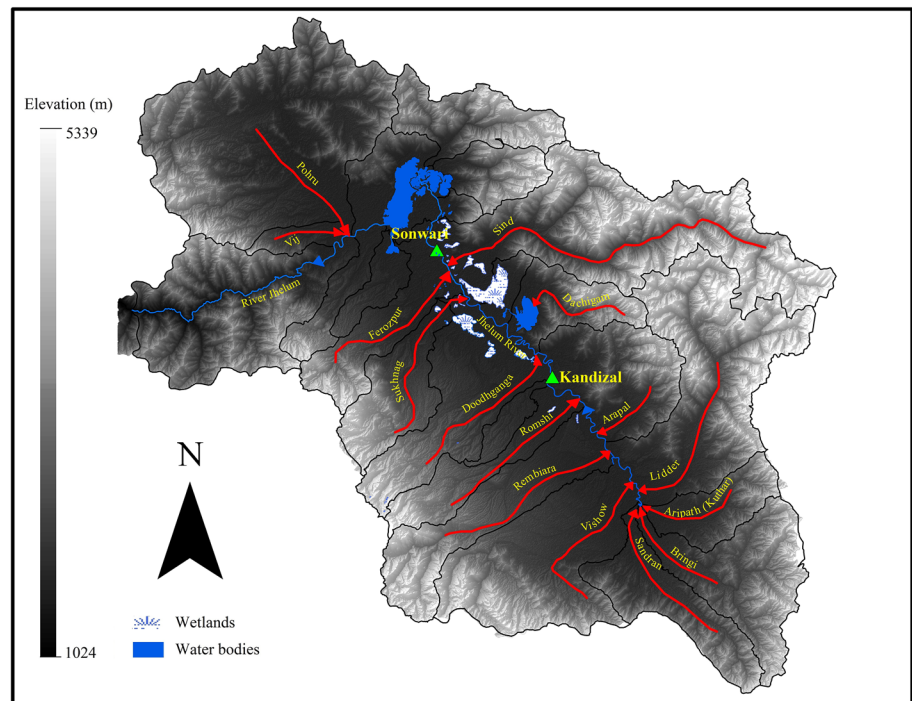 Elevation (m)
5339
1024
Pohru
Vij
River Jhelum
Sonwari
Sind
Dachigam
Ferozpur
Jhelum River
Sukhnag
Doodhganga
Kandizal
Romshi
Arapal
Rembiara
Lidder
Aripath (Kuthar)
Vishow
Bringi
Sandran
N
Wetlands
Water bodies